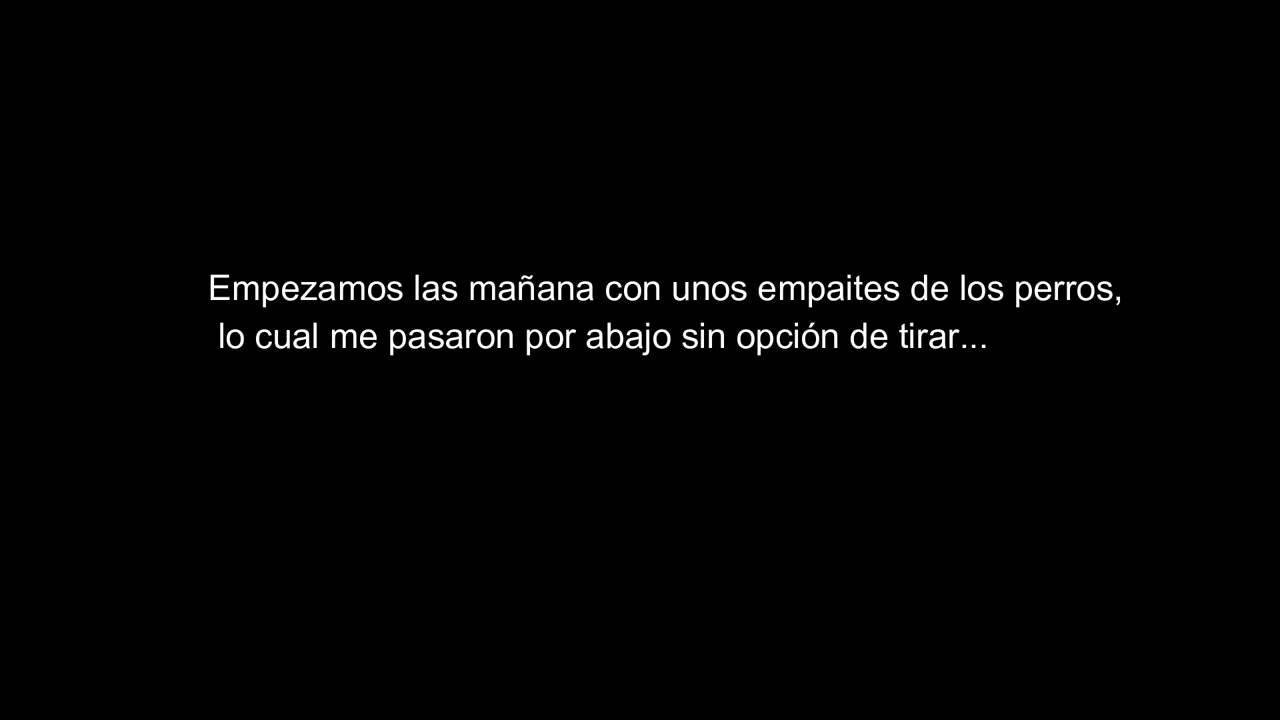 Empezamos las mañana con unos empaites de los perros,
lo cual me pasaron por abajo sin opción de tirar...